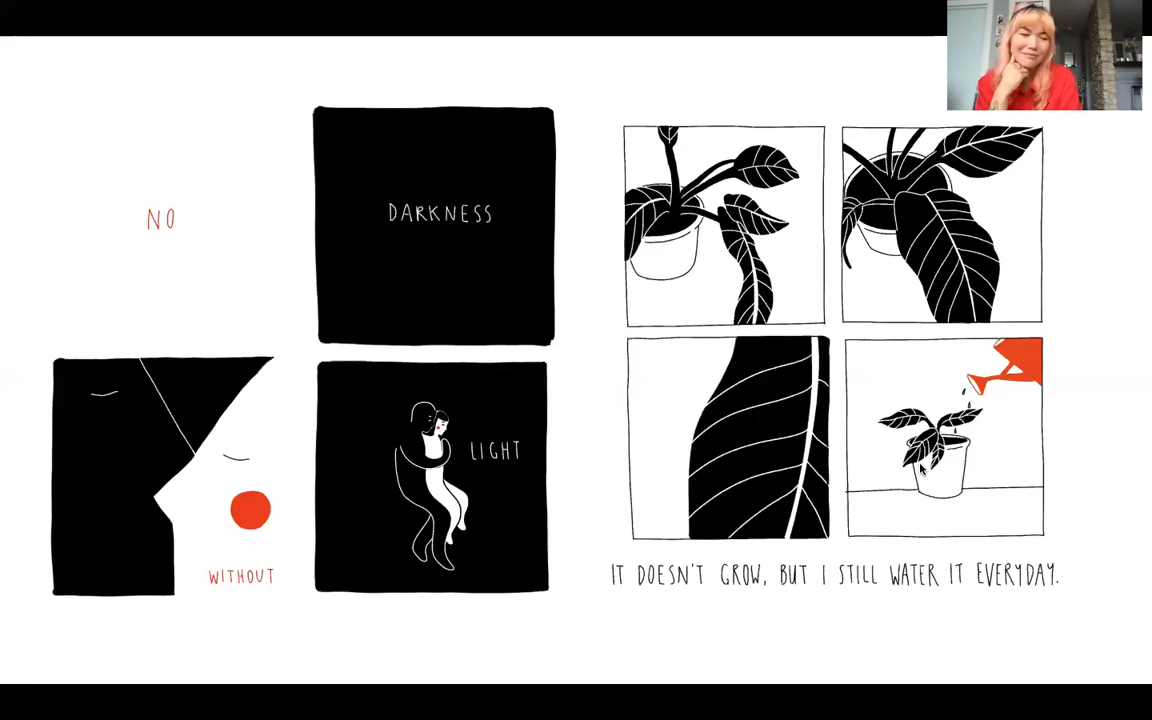 NO
DARKNESS
WITHOUT
LIGHT
IT DOESN'T GROW, BUT I STILL WATER IT EVERYDAY.